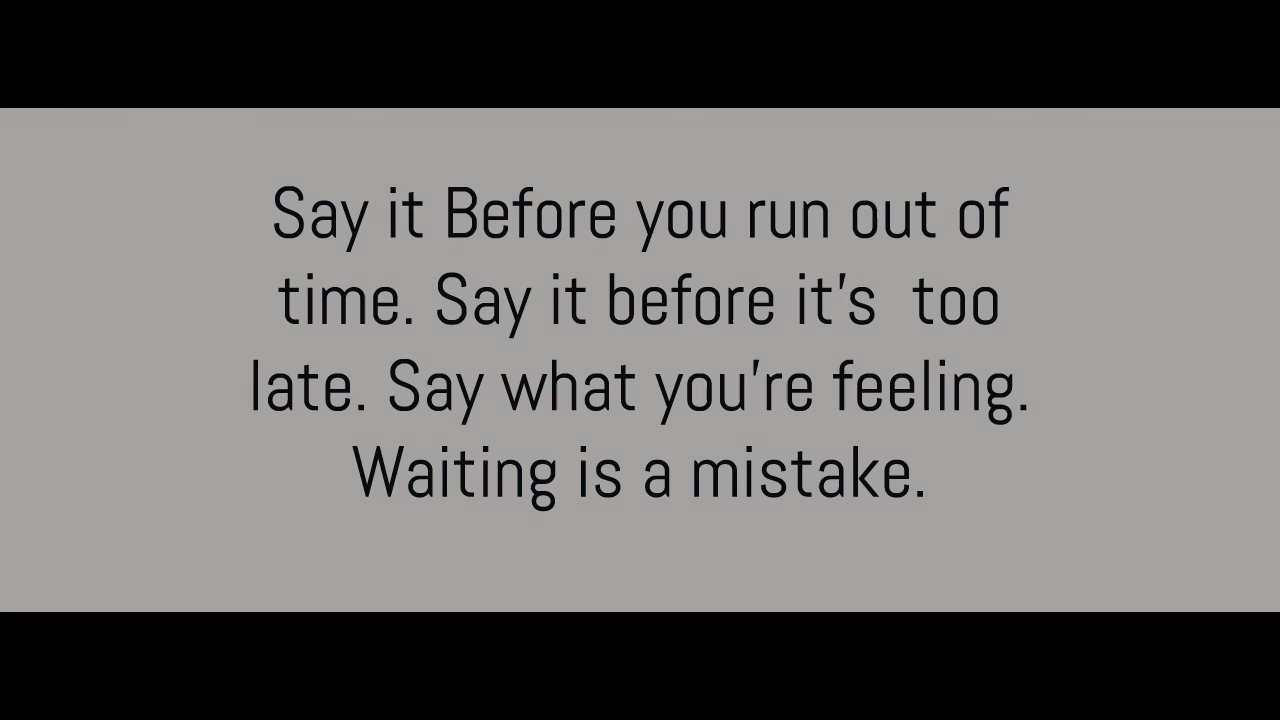 Say it Before you run out of
time. Say it before it's  too
late. Say what you're feeling.
Waiting is a mistake.